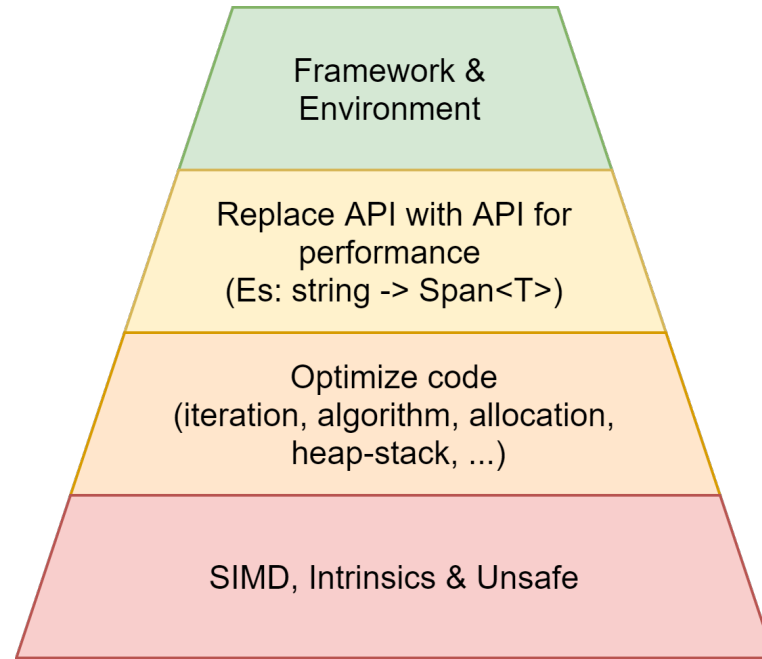 Framework &
Environment
Replace API with API for
performance
(Es: string -> Span<T>)
Optimize code
(iteration, algorithm, allocation,
heap-stack, ...)
SIMD, Intrinsics & Unsafe